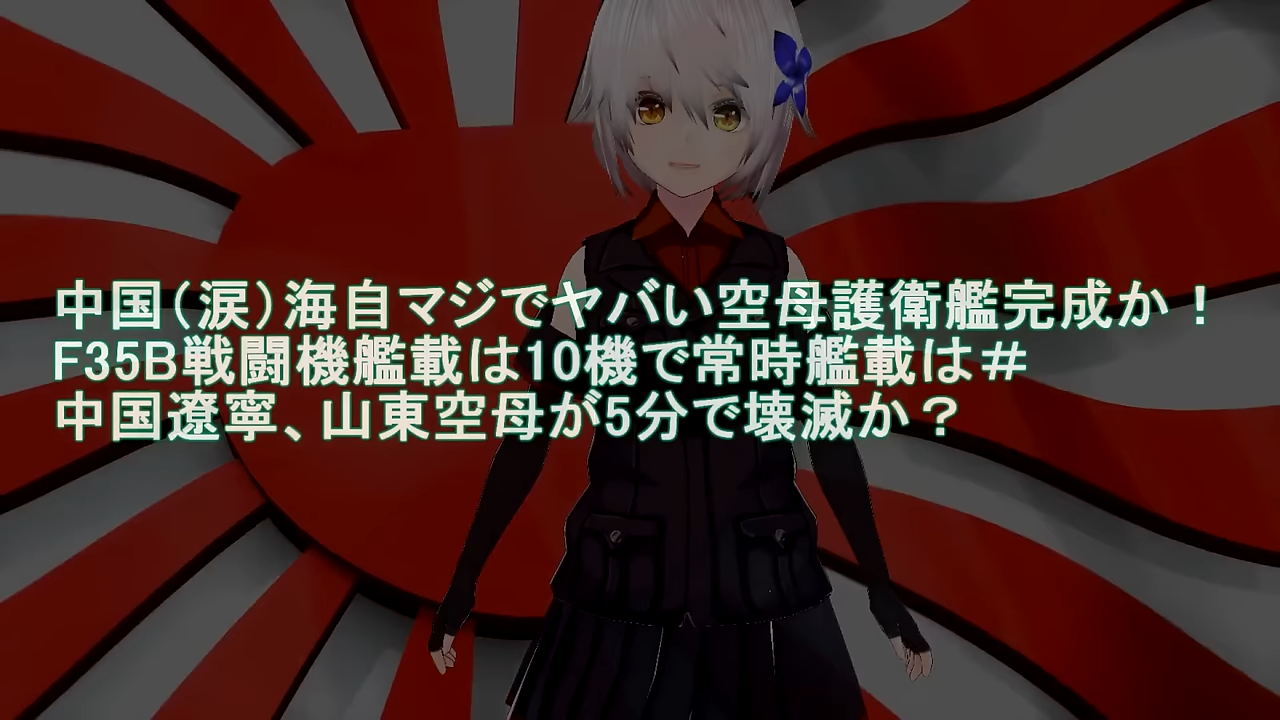 中国（涙）海自マジでヤバい空母護衛艦完成か！
F35B戦闘機艦載は10機で常時艦載は＃
中国遼寧、山東空母が5分で壊滅か？